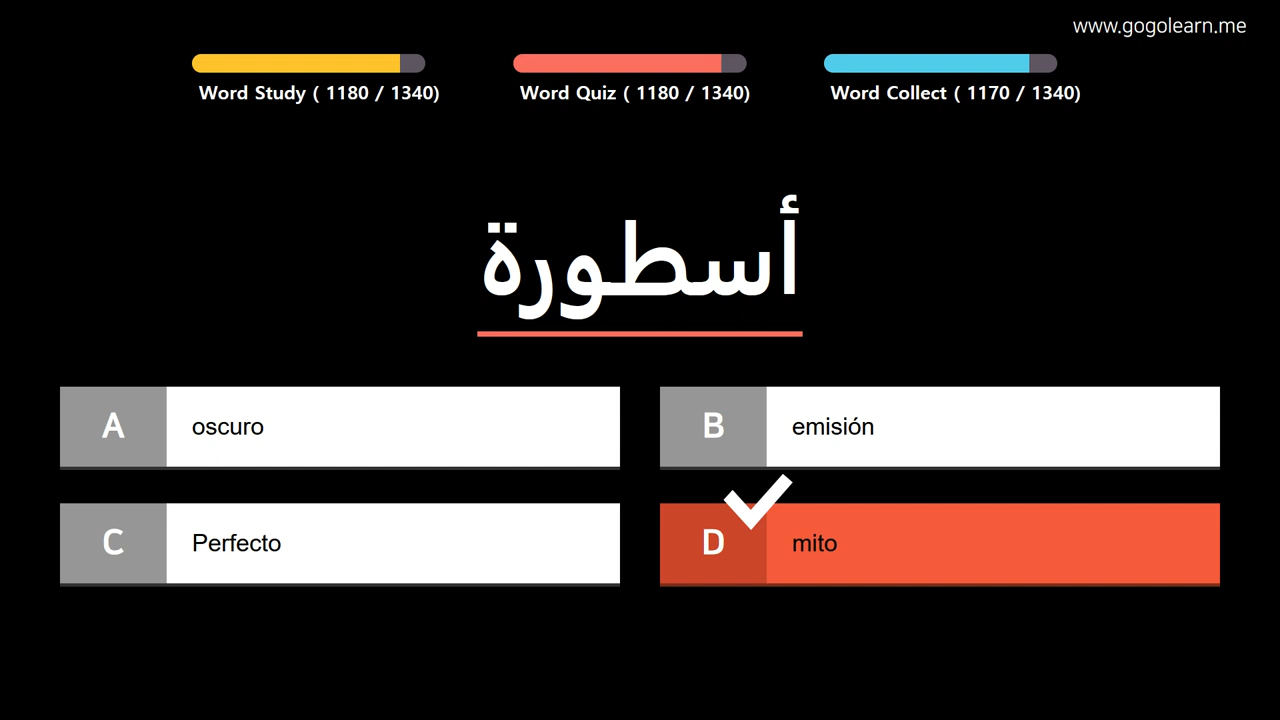 www.gogolearn.me
Word Study ( 1180 / 1340)
Word Quiz ( 1180 / 1340)
Word Collect ( 1170 / 1340)
أسطورة
A oscuro
B emisión
C Perfecto
D mito